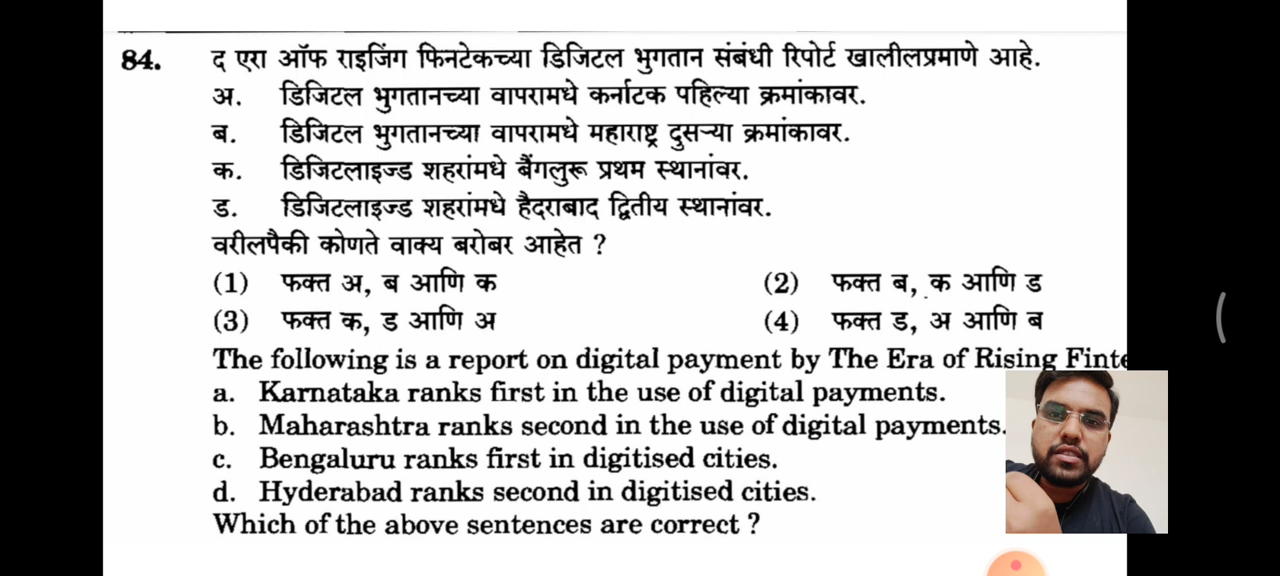 84. द एरा ऑफ राइजिंग फिनटेकच्या डिजिटल भुगतान संबंधी रिपोर्ट खालीलप्रमाणे आहे.
अ. डिजिटल भुगतानच्या वापरामधे कर्नाटक पहिल्या क्रमांकावर.
ब. डिजिटल भुगतानच्या वापरामधे महाराष्ट्र दुसऱ्या क्रमांकावर.
क. डिजिटलाइज्ड शहरांमधे बैंगलुरू प्रथम स्थानांवर.
ड. डिजिटलाइज्ड शहरांमधे हैदराबाद द्वितीय स्थानांवर.
वरीलपैकी कोणते वाक्य बरोबर आहेत ?
(1) फक्त अ, ब आणि क (2) फक्त ब, क आणि ड
(3) फक्त क, ड आणि अ (4) फक्त ड, अ आणि ब
The following is a report on digital payment by The Era of Rising Finte
a. Karnataka ranks first in the use of digital payments.
b. Maharashtra ranks second in the use of digital payments.
c. Bengaluru ranks first in digitised cities.
d. Hyderabad ranks second in digitised cities.
Which of the above sentences are correct ?